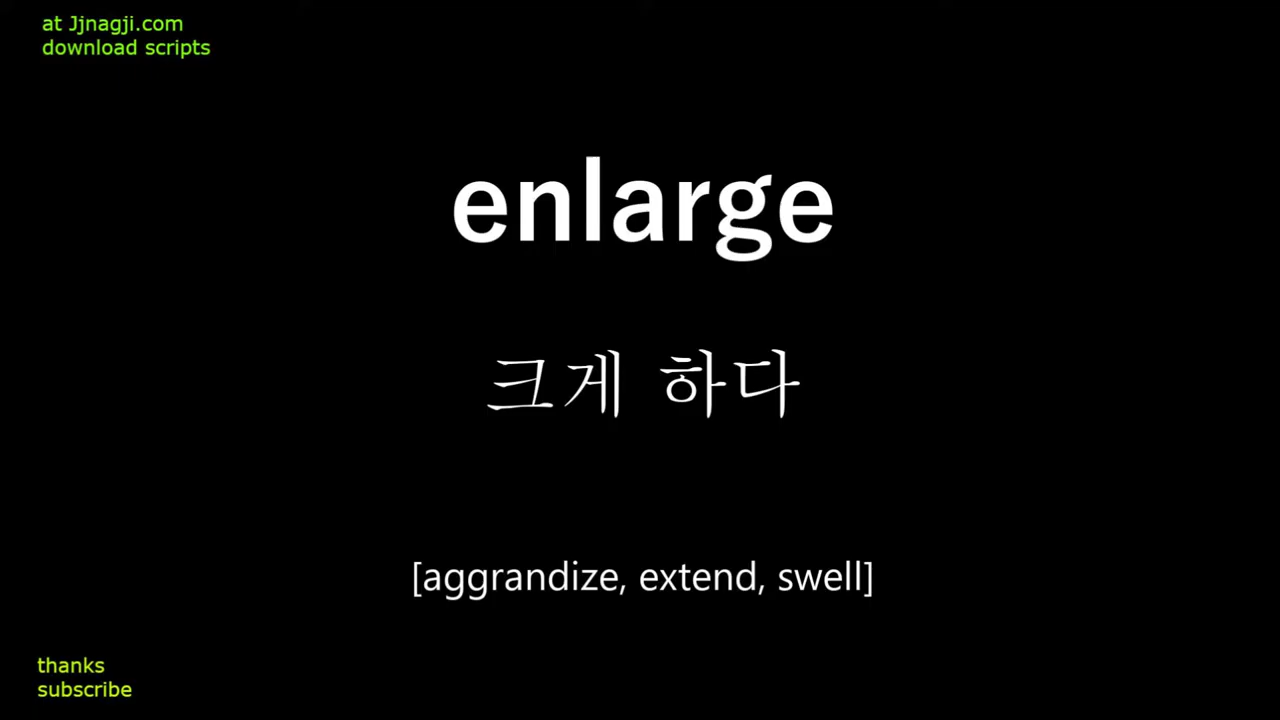 at Jjnagji.com
download scripts
enlarge
크게 하다
[aggrandize, extend, swell]
thanks
subscribe